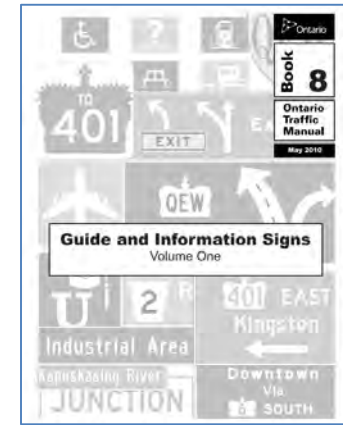 Ontario
Book
8
Ontario
Traffic
Manual
May 2010
?
TO
401
EXIT
QEW
Guide and Information Signs
Volume One
2
401 EAST
Kingston
Industrial Area
Kapuskasing River
JUNCTION
Downtown
Via
SOUTH